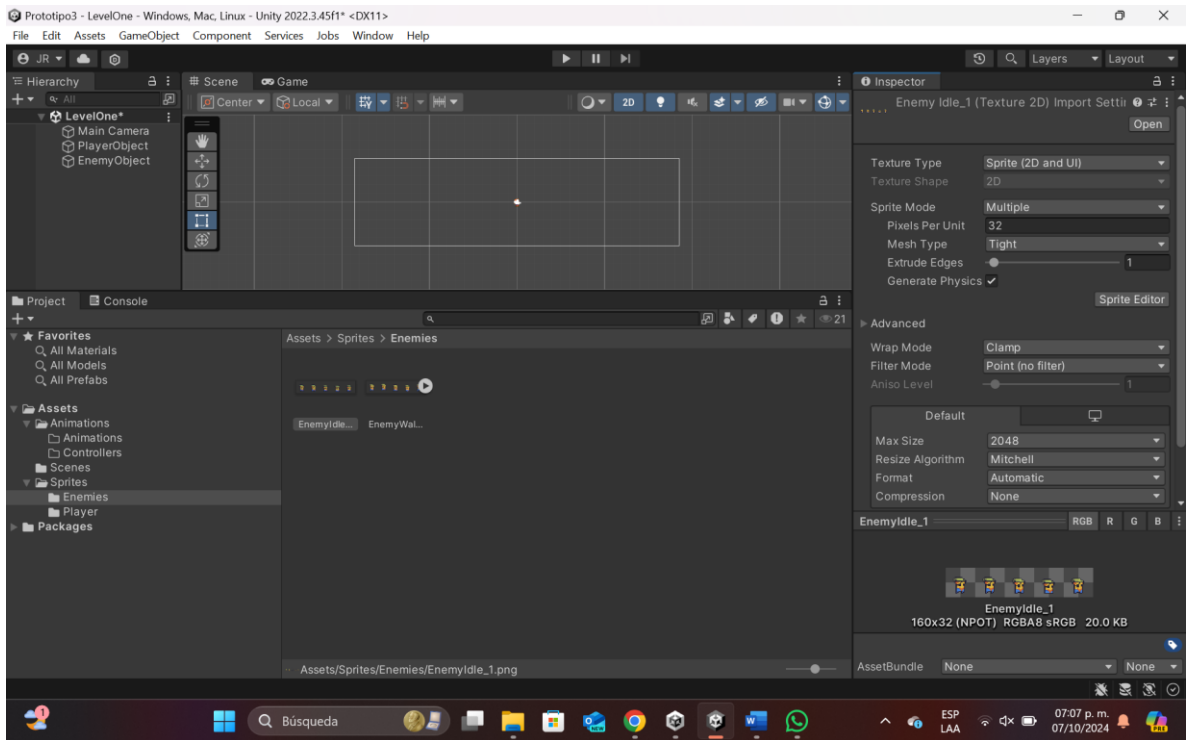 Prototipo3 - LevelOne - Windows, Mac, Linux - Unity 2022.3.45f1* <DX11>
File Edit Assets GameObject Component Services Jobs Window Help
JR Layers Layout
Hierarchy
All
LevelOne*
Main Camera
PlayerObject
EnemyObject
Scene Game
Center Local 2D
Project Console
21
Favorites
All Materials
All Models
All Prefabs
Assets
Animations
Animations
Controllers
Scenes
Sprites
Enemies
Player
Packages
Assets > Sprites > Enemies
EnemyIdle... EnemyWal...
Assets/Sprites/Enemies/EnemyIdle_1.png
Inspector
Enemy Idle_1 (Texture 2D) Import Settin
Open
Texture Type Sprite (2D and UI)
Texture Shape 2D
Sprite Mode Multiple
Pixels Per Unit 32
Mesh Type Tight
Extrude Edges 1
Generate Physics
Sprite Editor
Advanced
Wrap Mode Clamp
Filter Mode Point (no filter)
Aniso Level 1
Default
Max Size 2048
Resize Algorithm Mitchell
Format Automatic
Compression None
EnemyIdle_1 RGB R G B
EnemyIdle_1
160x32 (NPOT) RGBA8 sRGB 20.0 KB
AssetBundle None None
1
Búsqueda
ESP
LAA
07:07 p. m.
07/10/2024
PRE